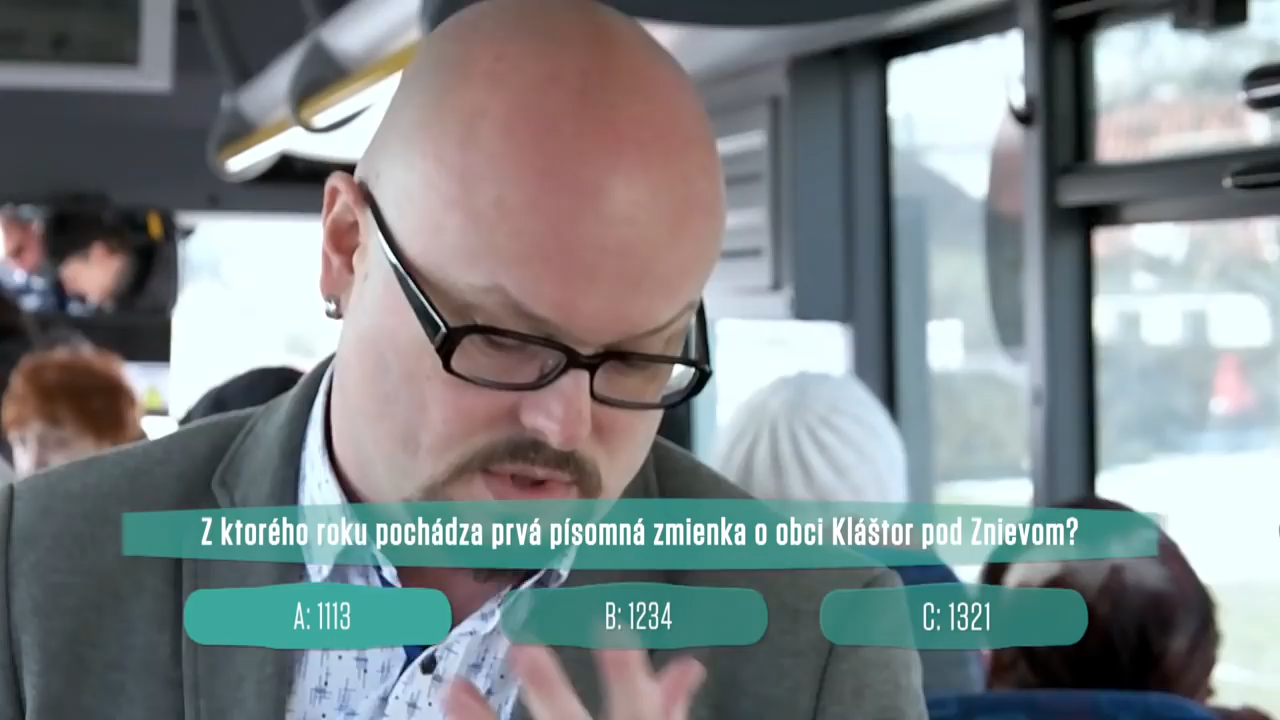 Z ktorého roku pochádza prvá písomná zmienka o obci Kláštor pod Znievom?
A: 1113
B: 1234
C: 1321